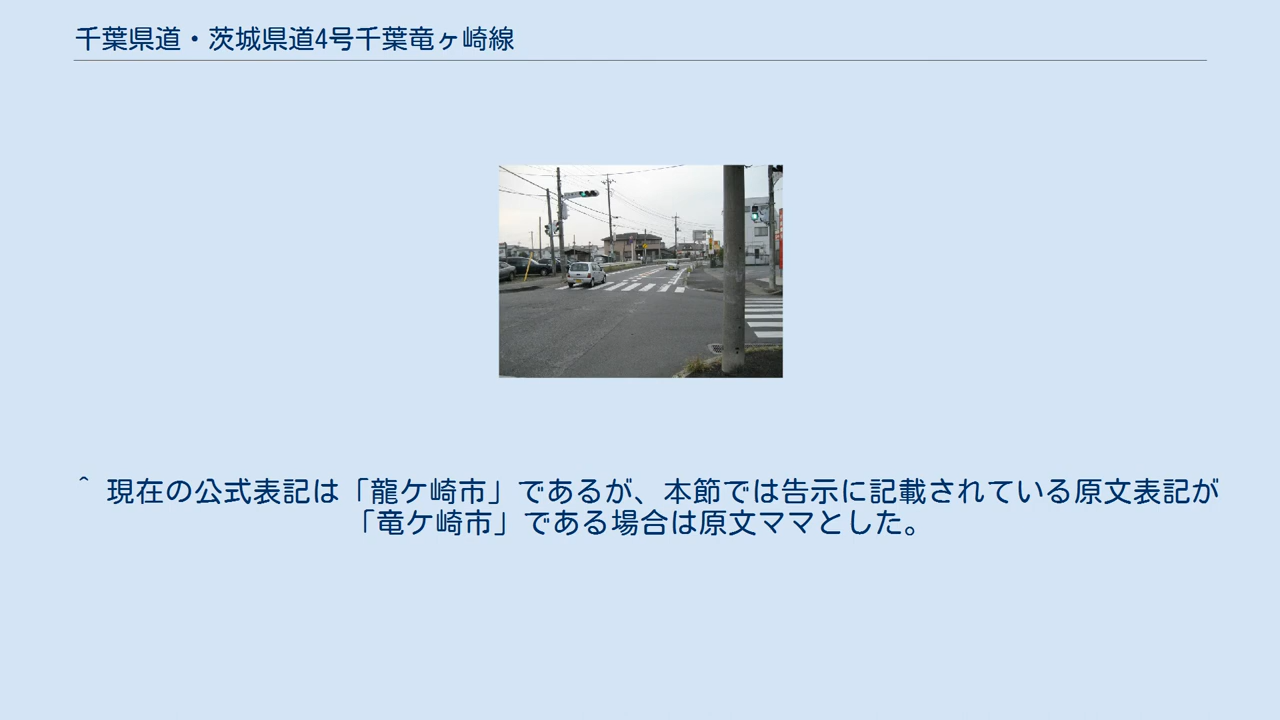 千葉県道・茨城県道4号千葉竜ヶ崎線
^ 現在の公式表記は「龍ケ崎市」であるが、本節では告示に記載されている原文表記が
「竜ケ崎市」である場合は原文ママとした。